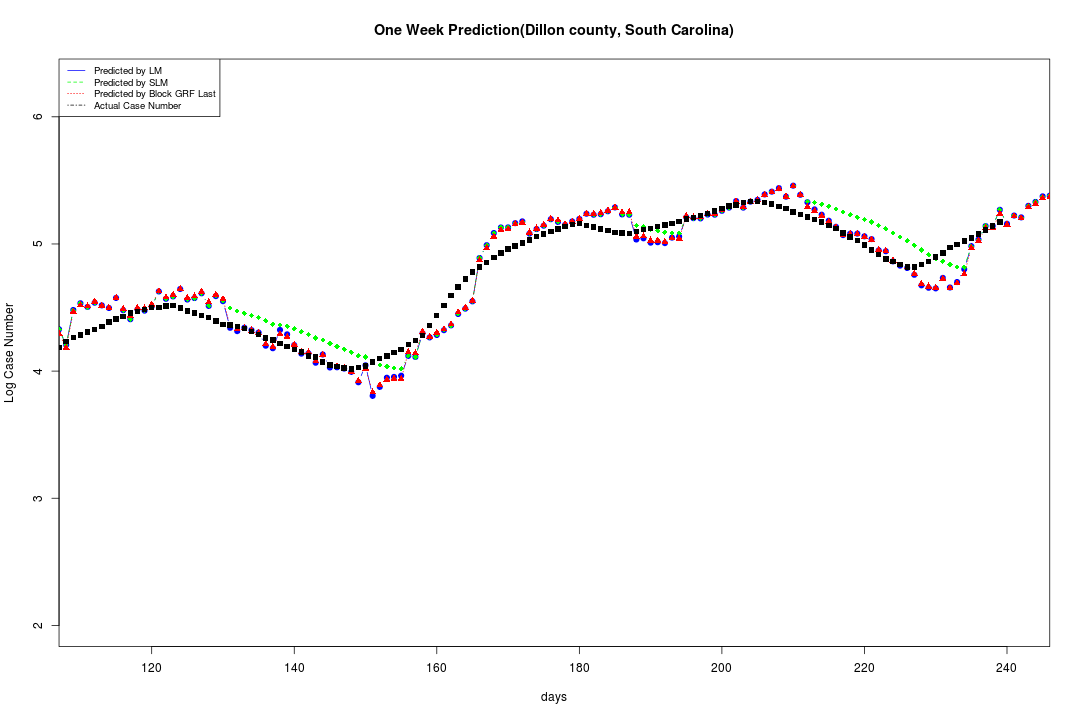 One Week Prediction(Dillon county, South Carolina)
Predicted by LM
Predicted by SLM
Predicted by Block GRF Last
Actual Case Number
6
5
4
3
2
Log Case Number
120 140 160 180 200 220 240
days